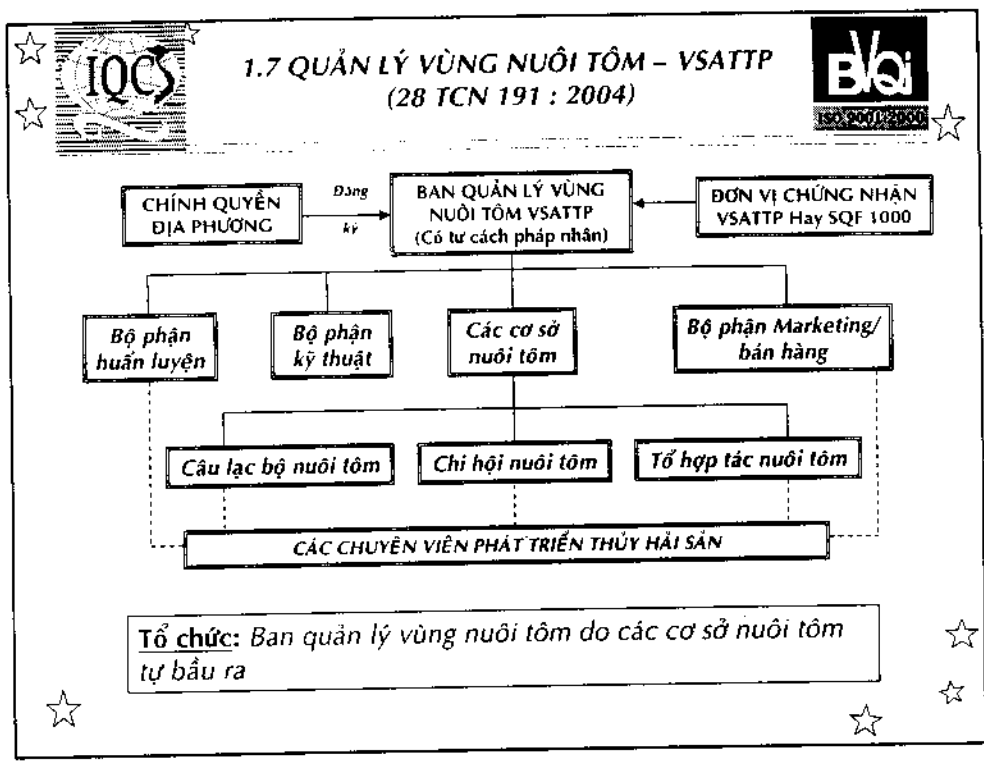 IQCS
1.7 QUẢN LÝ VÙNG NUÔI TÔM – VSATTP
(28 TCN 191 : 2004)
BVQi
ISO 9001:2000
CHÍNH QUYỀN
ĐỊA PHƯƠNG
Đăng
ký
BAN QUẢN LÝ VÙNG
NUÔI TÔM VSATTP
(Có tư cách pháp nhân)
ĐƠN VỊ CHỨNG NHẬN
VSATTP Hay SQF 1000
Bộ phận
huấn luyện
Bộ phận
kỹ thuật
Các cơ sở
nuôi tôm
Bộ phận Marketing/
bán hàng
Câu lạc bộ nuôi tôm
Chi hội nuôi tôm
Tổ hợp tác nuôi tôm
CÁC CHUYÊN VIÊN PHÁT TRIỂN THỦY HẢI SẢN
Tổ chức: Ban quản lý vùng nuôi tôm do các cơ sở nuôi tôm
tự bầu ra